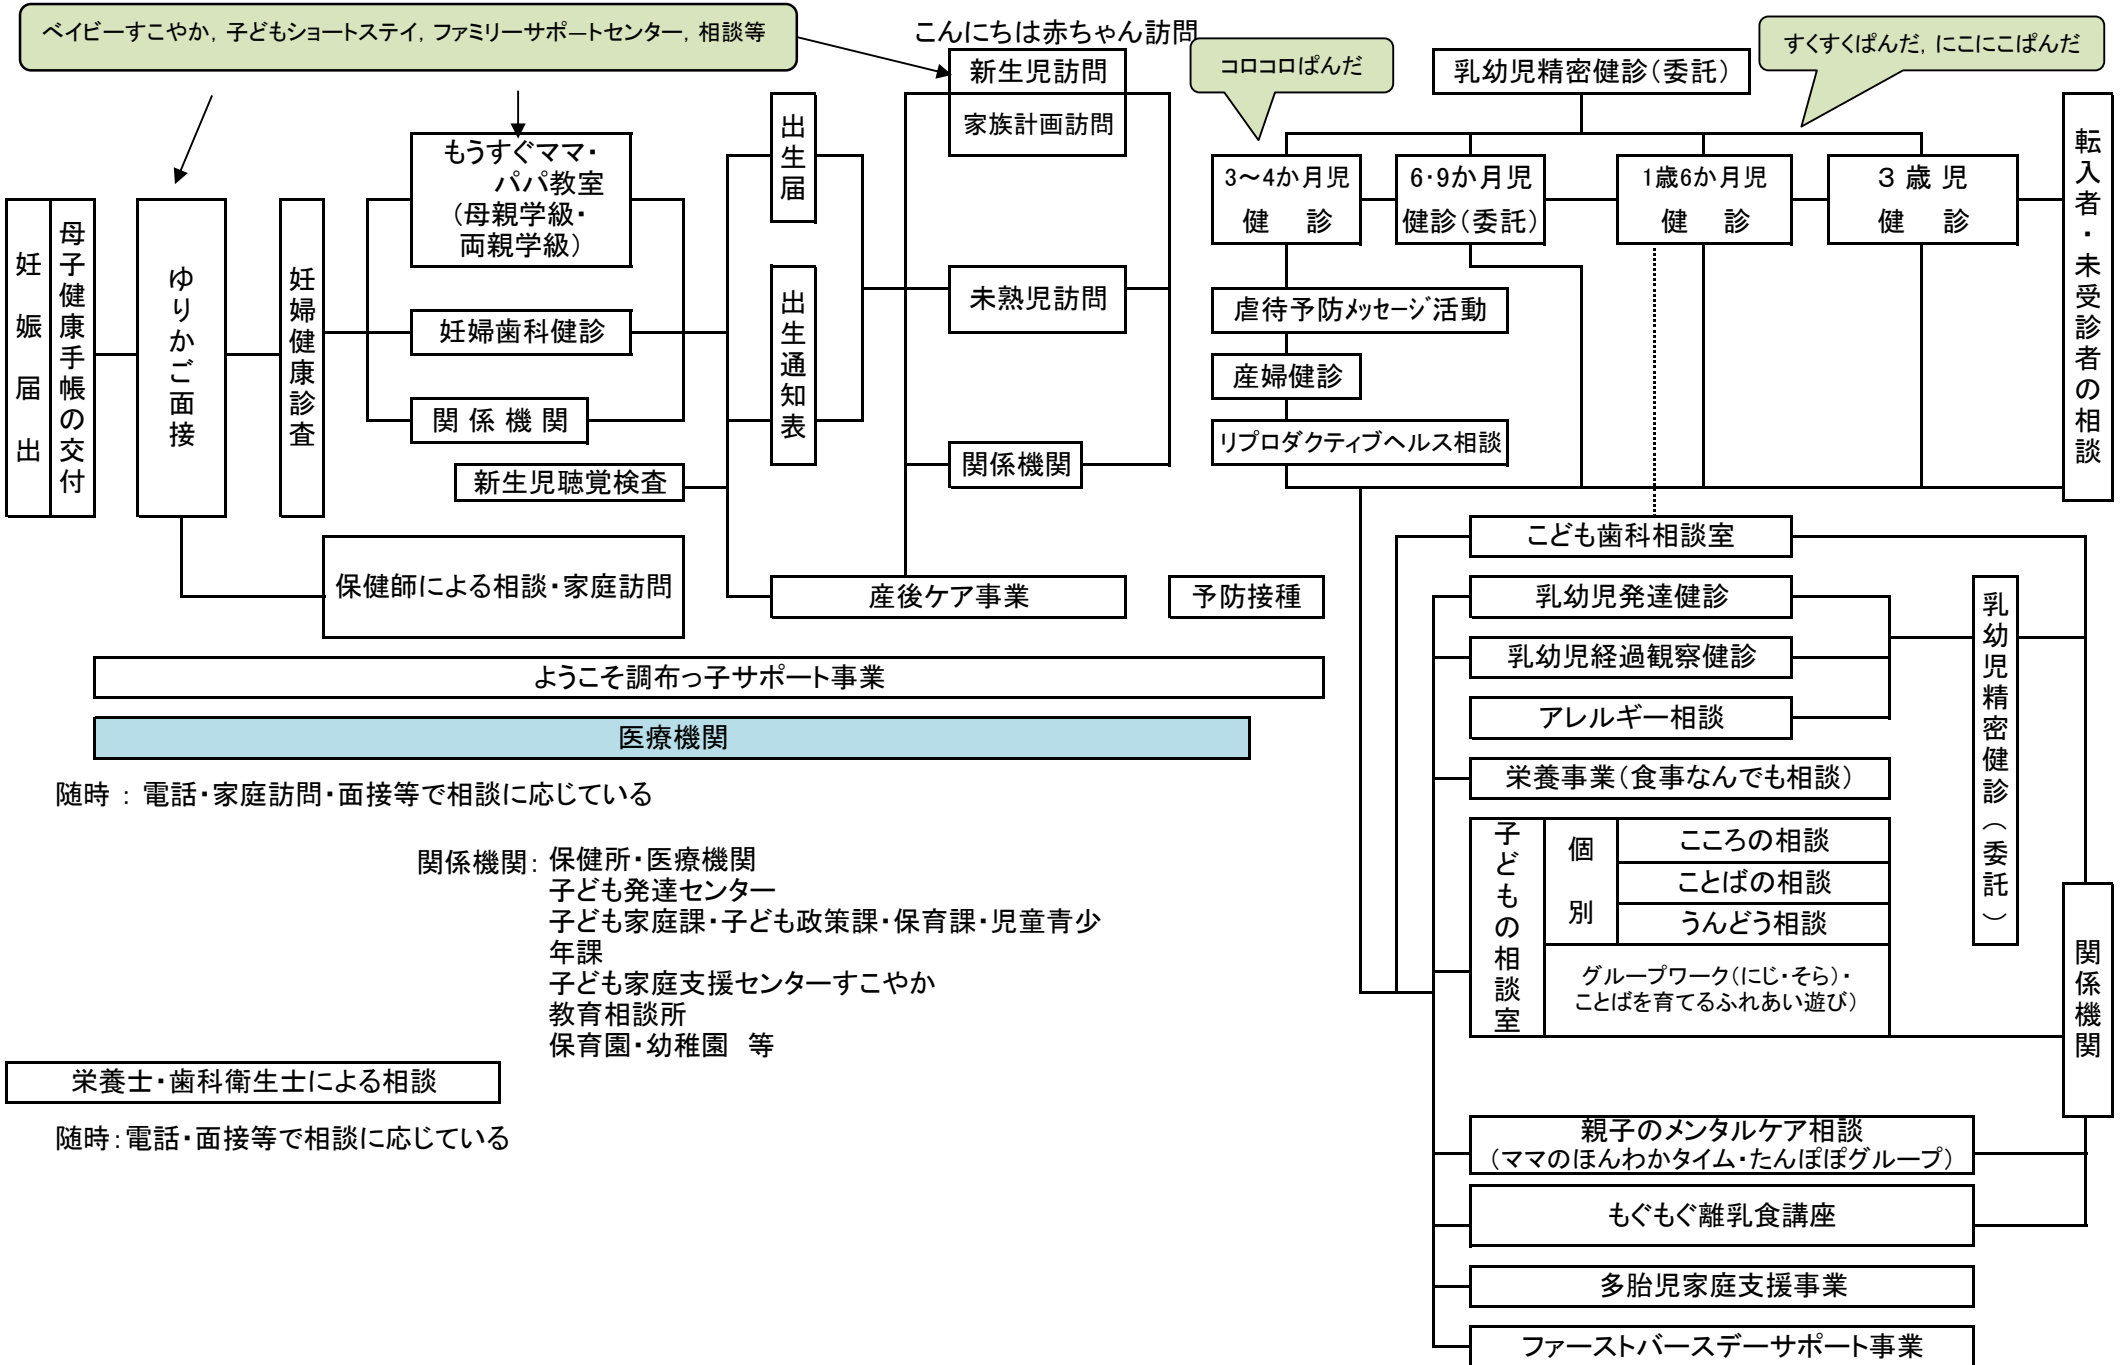 ベイビーすこやか，子どもショートステイ，ファミリーサポートセンター，相談等
こんにちは赤ちゃん訪問
新生児訪問
家族計画訪問
コロコロぱんだ
乳幼児精密健診（委託）
すくすくぱんだ，にこにこぱんだ
妊娠届出
母子健康手帳の交付
ゆりかご面接
妊婦健康診査
もうすぐママ・
パパ教室
（母親学級・
両親学級）
妊婦歯科健診
関係機関
新生児聴覚検査
保健師による相談・家庭訪問
出生届
出生通知表
未熟児訪問
関係機関
産後ケア事業
予防接種
3～4か月児
健　診
6・9か月児
健診（委託）
1歳6か月児
健　診
３歳児
健　診
転入者・未受診者の相談
虐待予防ﾒｯｾｰｼﾞ活動
産婦健診
リプロダクティブヘルス相談
ようこそ調布っ子サポート事業
医療機関
随時：電話・家庭訪問・面接等で相談に応じている
関係機関：保健所・医療機関
子ども発達センター
子ども家庭課・子ども政策課・保育課・児童青少
年課
子ども家庭支援センターすこやか
教育相談所
保育園・幼稚園　等
栄養士・歯科衛生士による相談
随時：電話・面接等で相談に応じている
こども歯科相談室
乳幼児発達健診
乳幼児経過観察健診
アレルギー相談
乳幼児精密健診（委託）
栄養事業（食事なんでも相談）
子どもの相談室
個別
こころの相談
ことばの相談
うんどう相談
グループワーク（にじ・そら）・
ことばを育てるふれあい遊び）
関係機関
親子のメンタルケア相談
（ママのほんわかタイム・たんぽぽグループ）
もぐもぐ離乳食講座
多胎児家庭支援事業
ファーストバースデーサポート事業